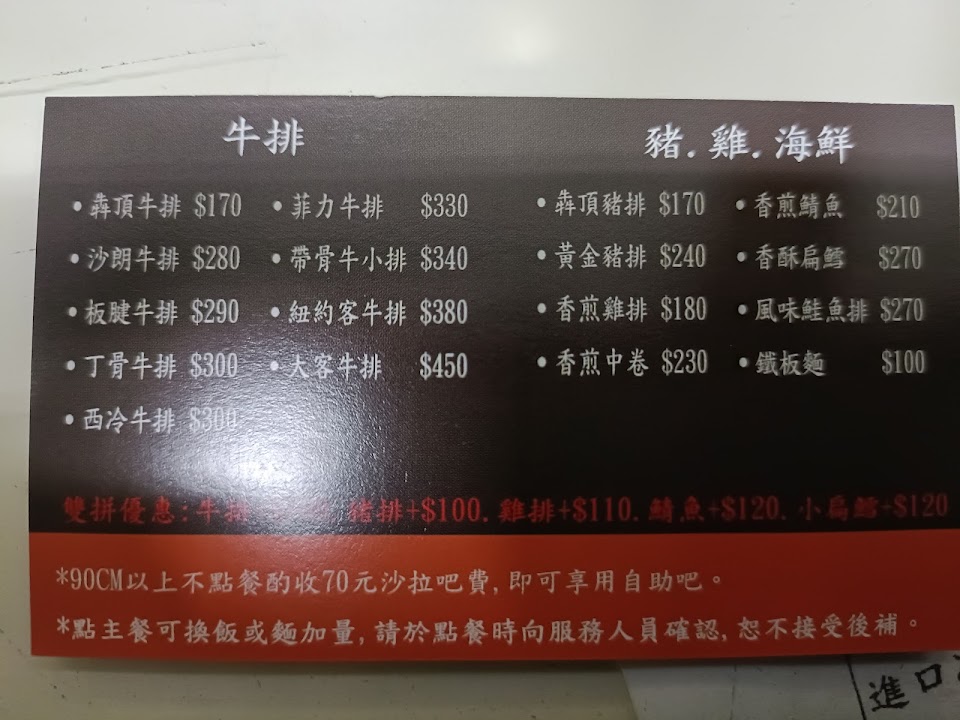 牛排
豬.雞.海鮮
•犇頂牛排 $170 •菲力牛排 $330
•犇頂豬排 $170 •香煎鯖魚 $210
•沙朗牛排 $280 •帶骨牛小排 $340
•黃金豬排 $240 •香酥扁鱈 $270
•板腱牛排 $290 •紐約客牛排 $380
•香煎雞排 $180 •風味鮭魚排 $270
•丁骨牛排 $300 •大客牛排 $450
•香煎中卷 $230 •鐵板麵 $100
•西冷牛排 $300
雙拼優惠:牛排 豬排+$100.雞排+$110.鯖魚+$120.小扁鱈+$120
*90CM以上不點餐酌收70元沙拉吧費,即可享用自助吧。
*點主餐可換飯或麵加量,請於點餐時向服務人員確認,恕不接受後補。
進口